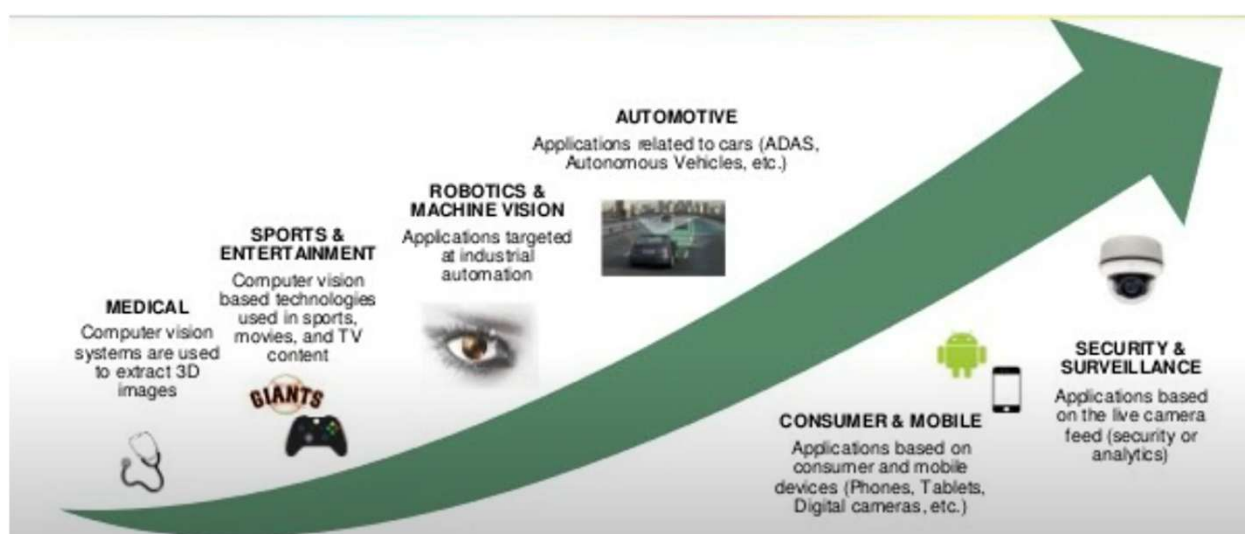 AUTOMOTIVE
Applications related to cars (ADAS,
Autonomous Vehicles, etc.)
ROBOTICS &
MACHINE VISION
Applications targeted
at industrial
automation
SPORTS &
ENTERTAINMENT
Computer vision
based technologies
used in sports,
movies, and TV
content
GIANTS
MEDICAL
Computer vision
systems are used
to extract 3D
images
CONSUMER & MOBILE
Applications based on
consumer and mobile
devices (Phones, Tablets,
Digital cameras, etc.)
SECURITY &
SURVEILLANCE
Applications based
on the live camera
feed (security or
analytics)